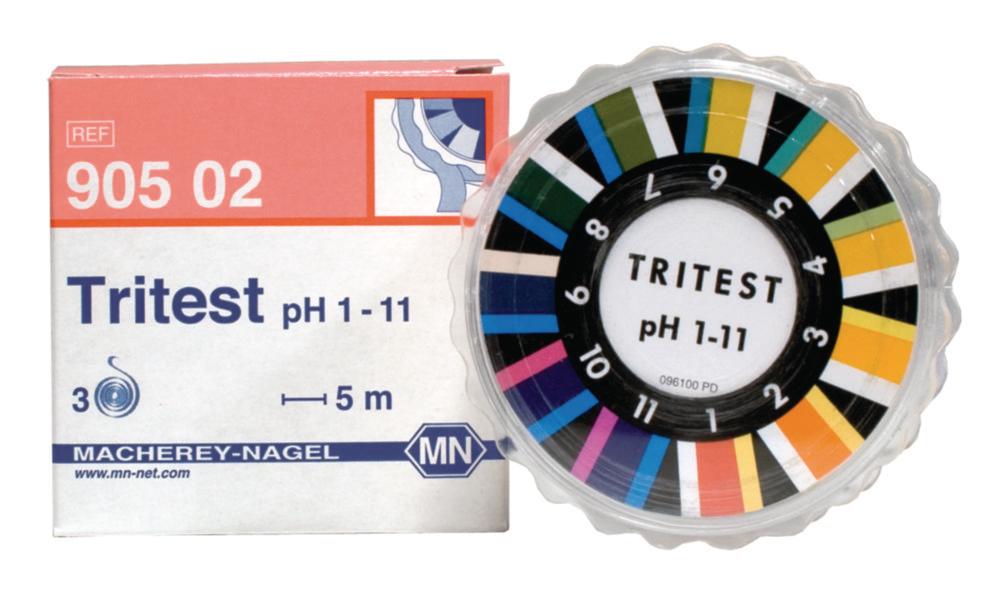 REF
905 02
Tritest pH 1 - 11
3
5 m
MACHEREY-NAGEL
MN
www.mn-net.com
TRITEST
pH 1-11
096100 PD
1
2
3
4
5
6
7
8
9
10
11